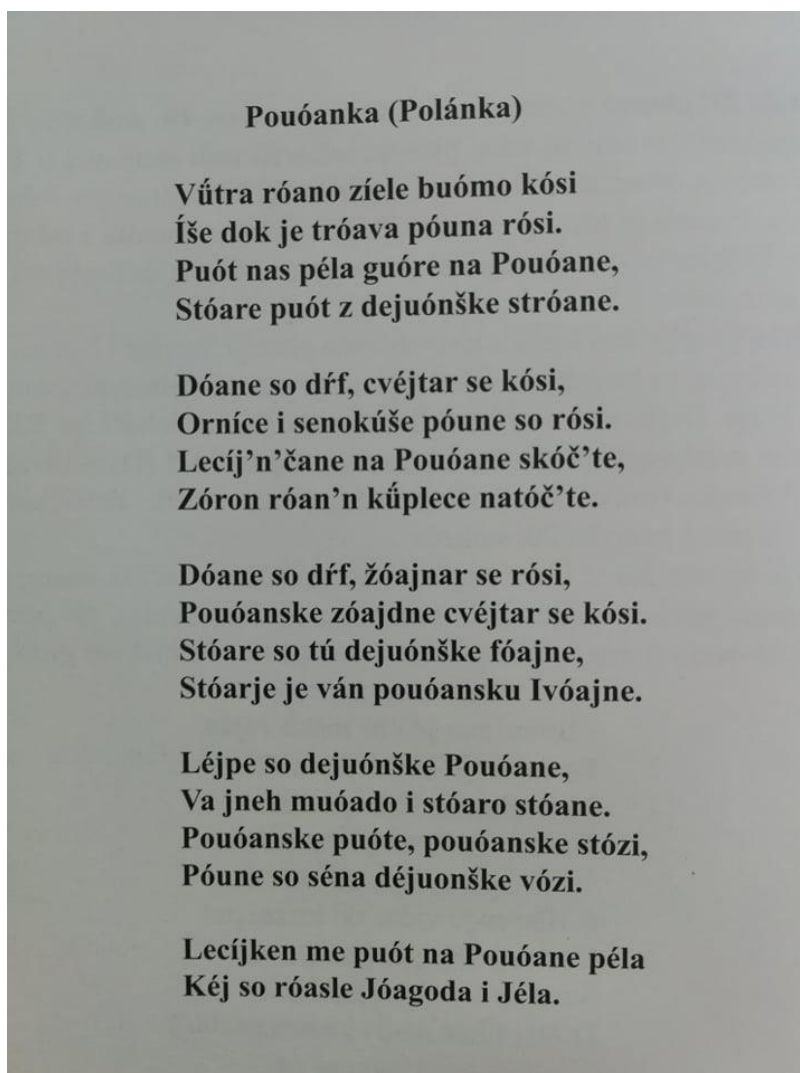 Pouóanka (Polánka)
Vǘtra róano zíele buómo kósi
Íše dok je tróava póuna rósi.
Puót nas péla guóre na Pouóane,
Stóare puót z dejuónške stróane.
Dóane so dŕf, cvéjtar se kósi,
Orníce i senokúše póune so rósi.
Lecíj’n’čane na Pouóane skóč’te,
Zóron róan’n kǘplece natóč’te.
Dóane so dŕf, žóajnar se rósi,
Pouóanske zóajdne cvéjtar se kósi.
Stóare so tú dejuónške fóajne,
Stóarje je ván pouóansku Ivóajne.
Léjpe so dejuónške Pouóane,
Va jneh muóado i stóaro stóane.
Pouóanske puóte, pouóanske stózi,
Póune so séna déjuonške vózi.
Lecíjken me puót na Pouóane péla
Kéj so róasle Jóagoda i Jéla.